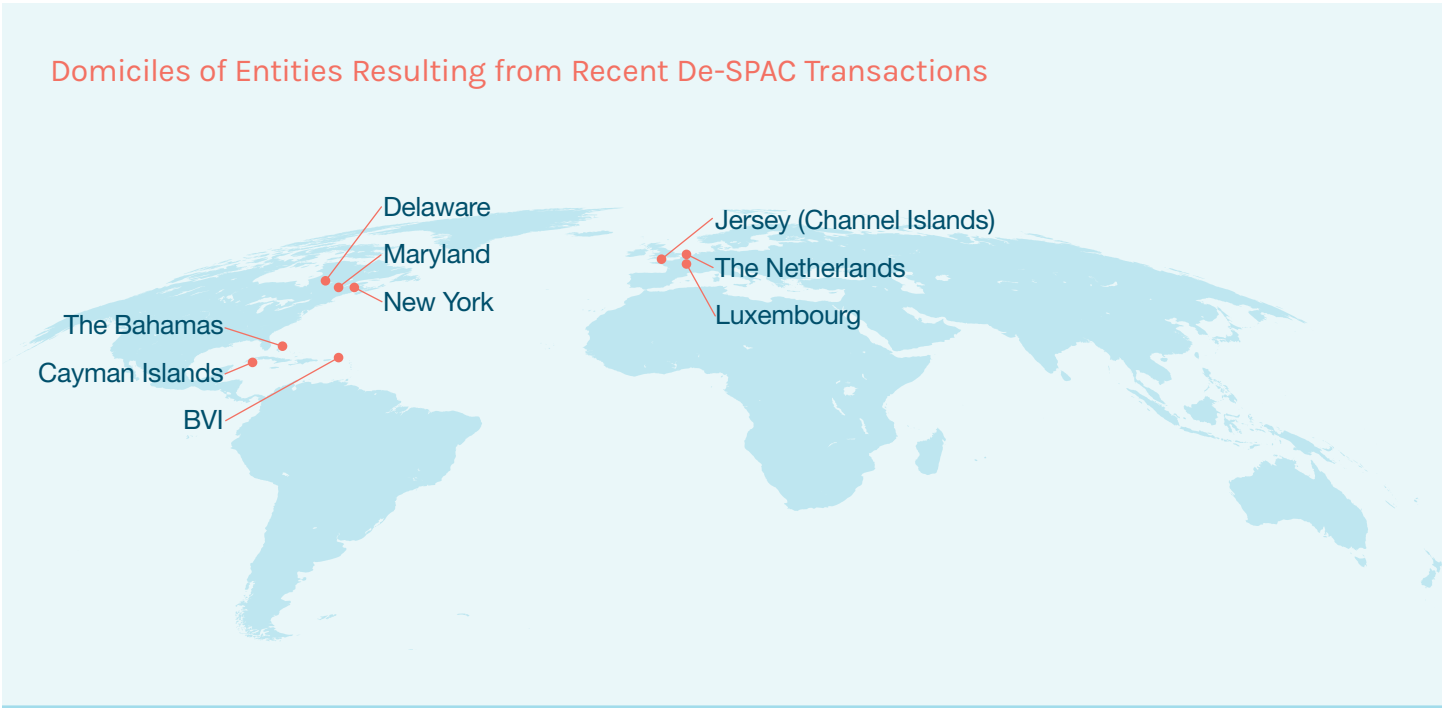 Domiciles of Entities Resulting from Recent De-SPAC Transactions
Delaware
Maryland
New York
The Bahamas
Cayman Islands
BVI
Jersey (Channel Islands)
The Netherlands
Luxembourg